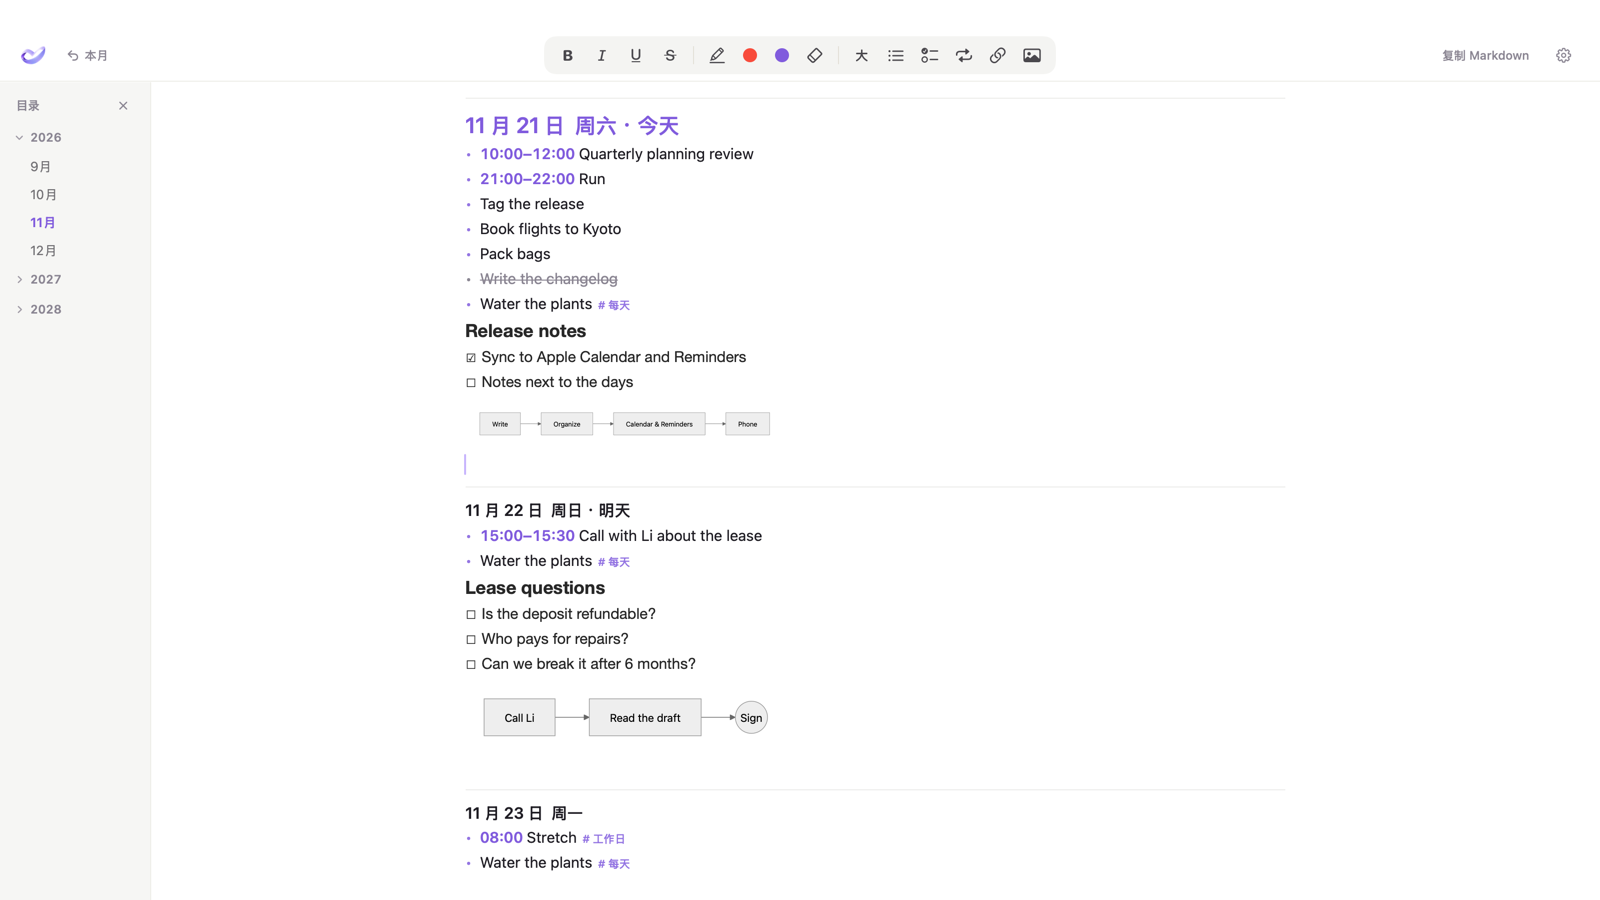 本月
B I U S 大
复制 Markdown
目录
2026
9月
10月
11月
12月
2027
2028
11 月 21 日 周六 · 今天
• 10:00–12:00 Quarterly planning review
• 21:00–22:00 Run
• Tag the release
• Book flights to Kyoto
• Pack bags
• Write the changelog
• Water the plants # 每天
Release notes
☑ Sync to Apple Calendar and Reminders
☐ Notes next to the days
Write Organize Calendar & Reminders Phone
11 月 22 日 周日 · 明天
• 15:00–15:30 Call with Li about the lease
• Water the plants # 每天
Lease questions
☐ Is the deposit refundable?
☐ Who pays for repairs?
☐ Can we break it after 6 months?
Call Li Read the draft Sign
11 月 23 日 周一
• 08:00 Stretch # 工作日
• Water the plants # 每天